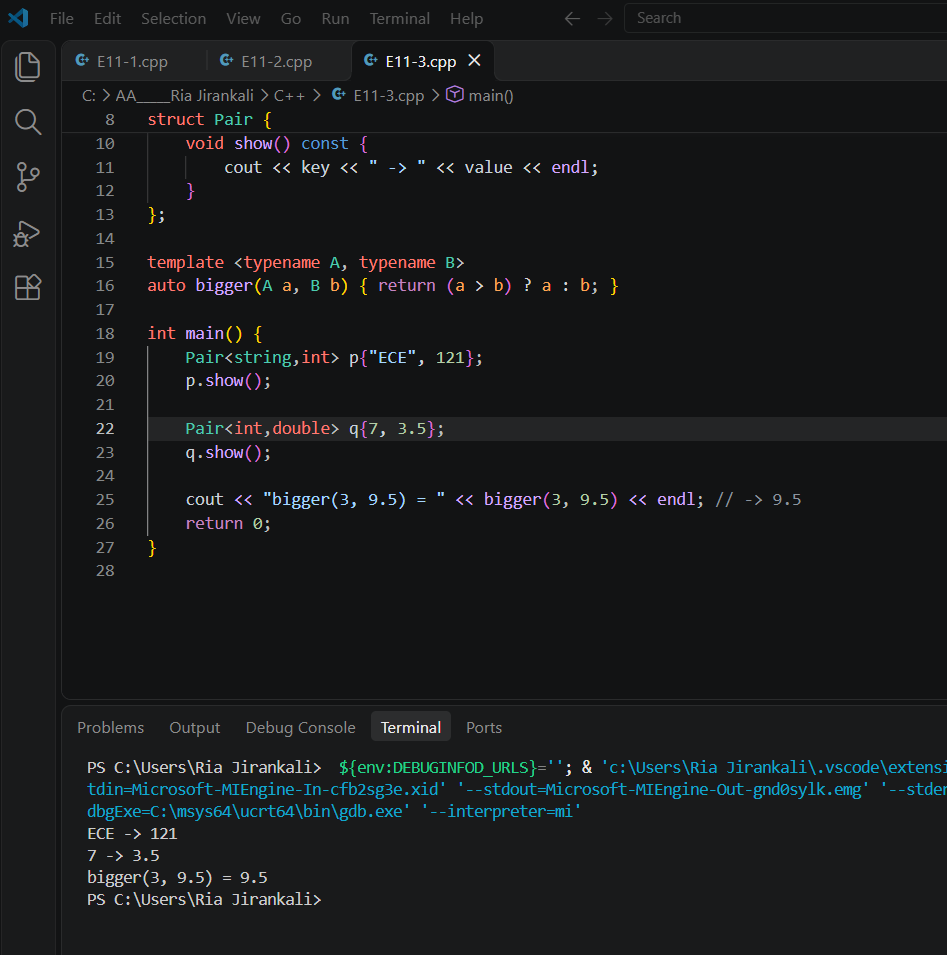 File Edit Selection View Go Run Terminal Help Search
E11-1.cpp E11-2.cpp E11-3.cpp
C: > AA____Ria Jirankali > C++ > E11-3.cpp > main()
8 struct Pair {
10 void show() const {
11 cout << key << " -> " << value << endl;
12 }
13 };
14
15 template <typename A, typename B>
16 auto bigger(A a, B b) { return (a > b) ? a : b; }
17
18 int main() {
19 Pair<string,int> p{"ECE", 121};
20 p.show();
21
22 Pair<int,double> q{7, 3.5};
23 q.show();
24
25 cout << "bigger(3, 9.5) = " << bigger(3, 9.5) << endl; // -> 9.5
26 return 0;
27 }
28
Problems Output Debug Console Terminal Ports
PS C:\Users\Ria Jirankali> ${env:DEBUGINFOD_URLS}=''; & 'c:\Users\Ria Jirankali\.vscode\extensi
tdin=Microsoft-MIEngine-In-cfb2sg3e.xid' '--stdout=Microsoft-MIEngine-Out-gnd0sylk.emg' '--stder
dbgExe=C:\msys64\ucrt64\bin\gdb.exe' '--interpreter=mi'
ECE -> 121
7 -> 3.5
bigger(3, 9.5) = 9.5
PS C:\Users\Ria Jirankali>